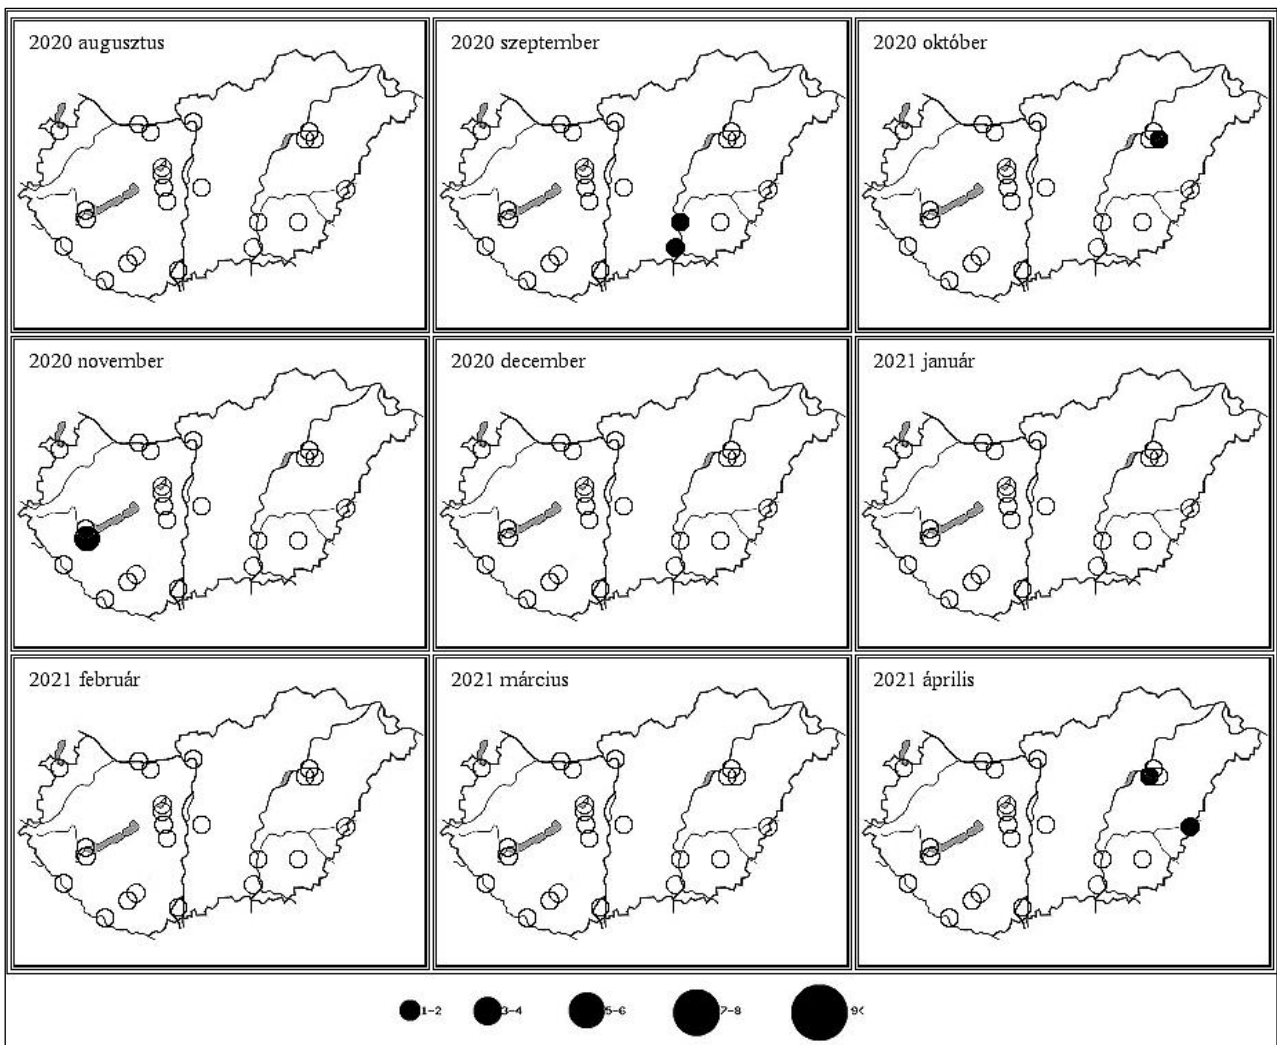 2020 augusztus
2020 szeptember
2020 október
2020 november
2020 december
2021 január
2021 február
2021 március
2021 április
1-2 3-4 5-6 7-8 9<